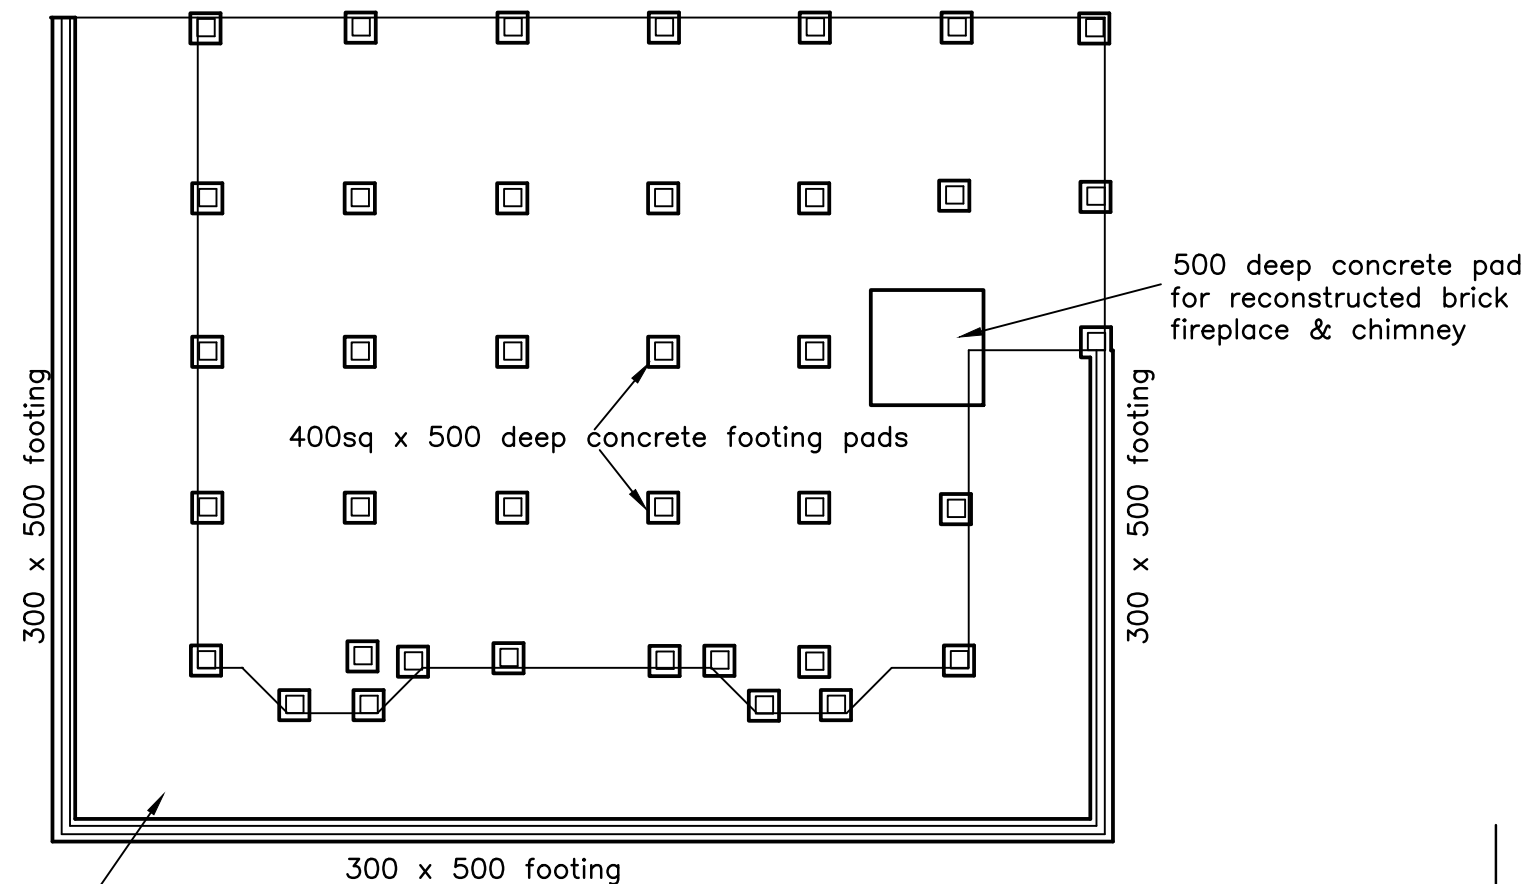 500 deep concrete pad
for reconstructed brick
fireplace & chimney
300 x 500 footing
400sq x 500 deep concrete footing pads
300 x 500 footing
300 x 500 footing